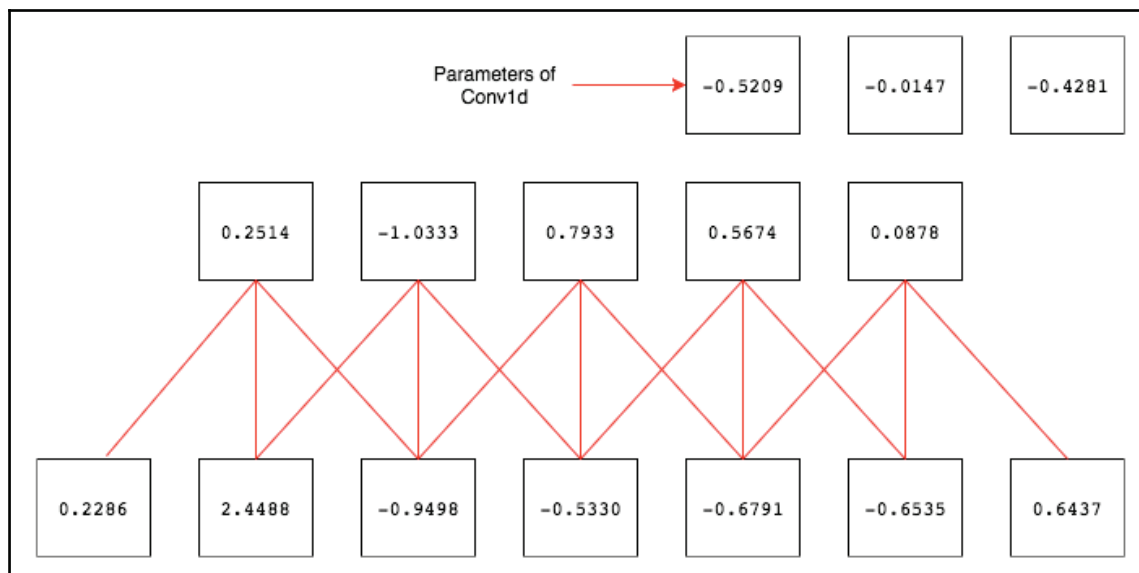 Parameters of
Conv1d
-0.5209 -0.0147 -0.4281
0.2514 -1.0333 0.7933 0.5674 0.0878
0.2286 2.4488 -0.9498 -0.5330 -0.6791 -0.6535 0.6437